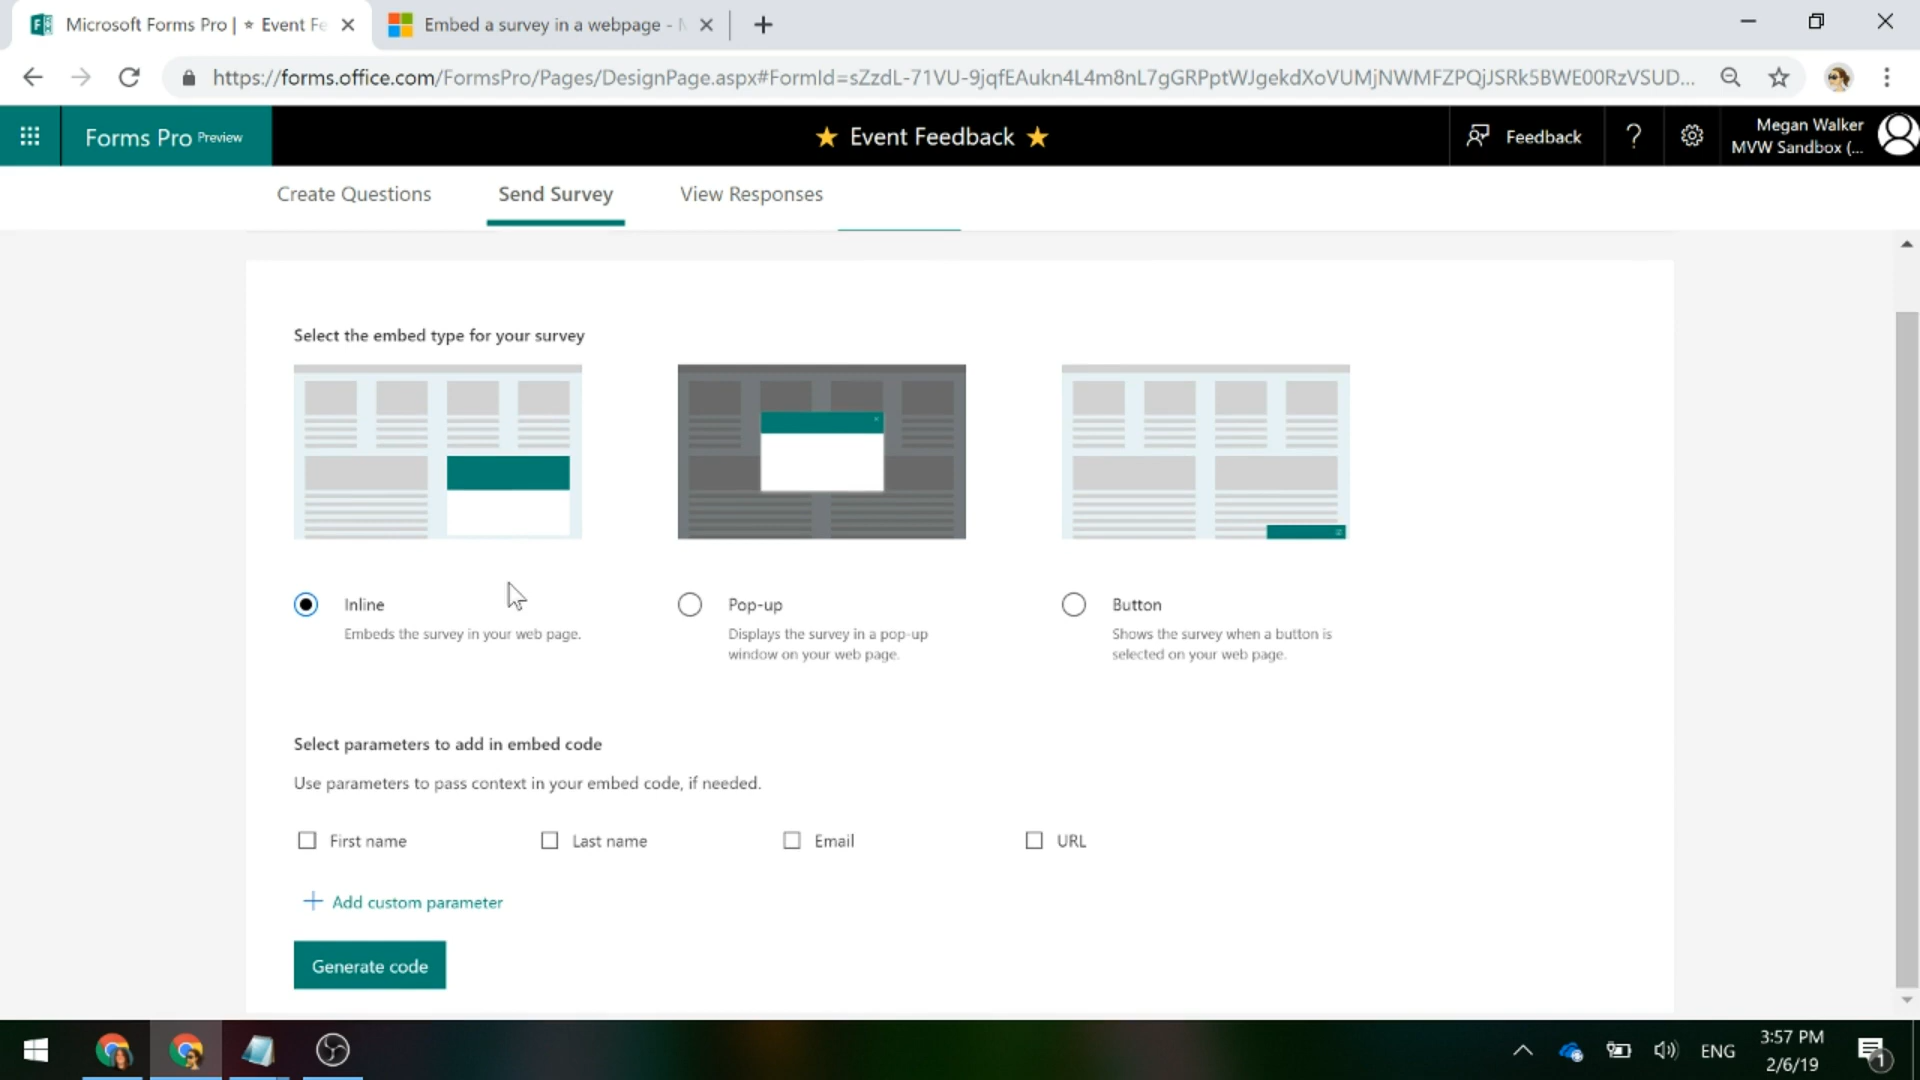 Microsoft Forms Pro | ★ Event Fe
Embed a survey in a webpage - M
https://forms.office.com/FormsPro/Pages/DesignPage.aspx#FormId=sZzdL-71VU-9jqfEAukn4L4m8nL7gGRPptWJgekdXoVUMjNWMFZPQjJSRk5BWE00RzVSUD...
Forms Pro Preview
★ Event Feedback ★
Feedback
?
Megan Walker
MVW Sandbox (...
Create Questions
Send Survey
View Responses
Select the embed type for your survey
Inline
Embeds the survey in your web page.
Pop-up
Displays the survey in a pop-up
window on your web page.
Button
Shows the survey when a button is
selected on your web page.
Select parameters to add in embed code
Use parameters to pass context in your embed code, if needed.
First name
Last name
Email
URL
Add custom parameter
Generate code
ENG
3:57 PM
2/6/19
1